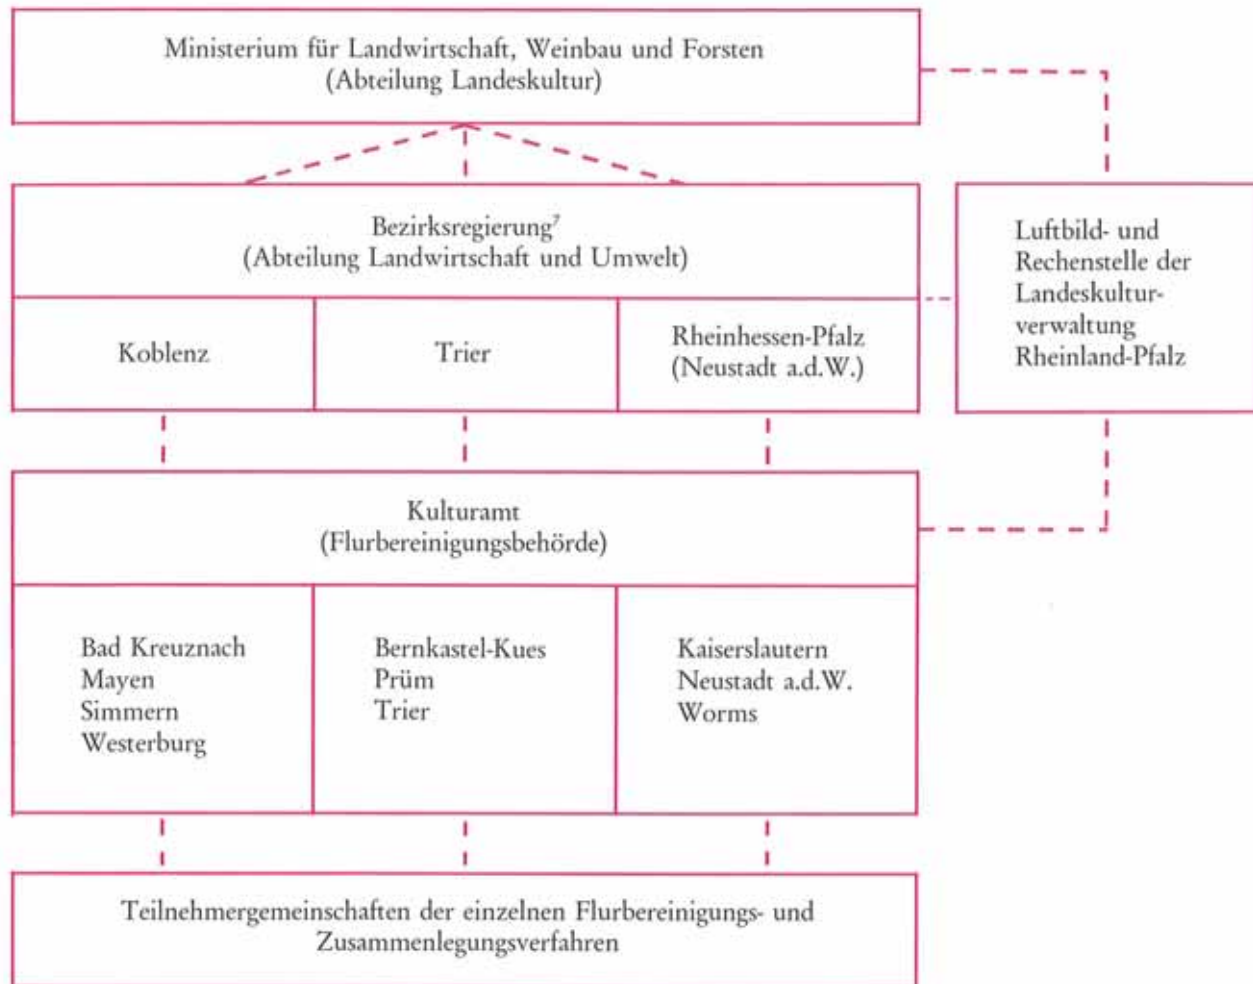 Ministerium für Landwirtschaft, Weinbau und Forsten
(Abteilung Landeskultur)
Bezirksregierung⁷
(Abteilung Landwirtschaft und Umwelt)
Koblenz
Trier
Rheinhessen-Pfalz
(Neustadt a.d.W.)
Luftbild- und
Rechenstelle der
Landeskultur-
verwaltung
Rheinland-Pfalz
Kulturamt
(Flurbereinigungsbehörde)
Bad Kreuznach
Mayen
Simmern
Westerburg
Bernkastel-Kues
Prüm
Trier
Kaiserslautern
Neustadt a.d.W.
Worms
Teilnehmergemeinschaften der einzelnen Flurbereinigungs- und
Zusammenlegungsverfahren